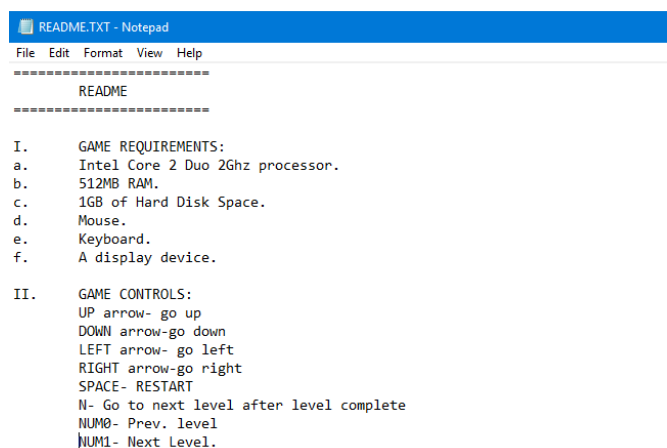 README.TXT - Notepad
File Edit Format View Help
========================
README
========================
I. GAME REQUIREMENTS:
a. Intel Core 2 Duo 2Ghz processor.
b. 512MB RAM.
c. 1GB of Hard Disk Space.
d. Mouse.
e. Keyboard.
f. A display device.
II. GAME CONTROLS:
UP arrow- go up
DOWN arrow-go down
LEFT arrow- go left
RIGHT arrow-go right
SPACE- RESTART
N- Go to next level after level complete
NUM0- Prev. level
NUM1- Next Level.